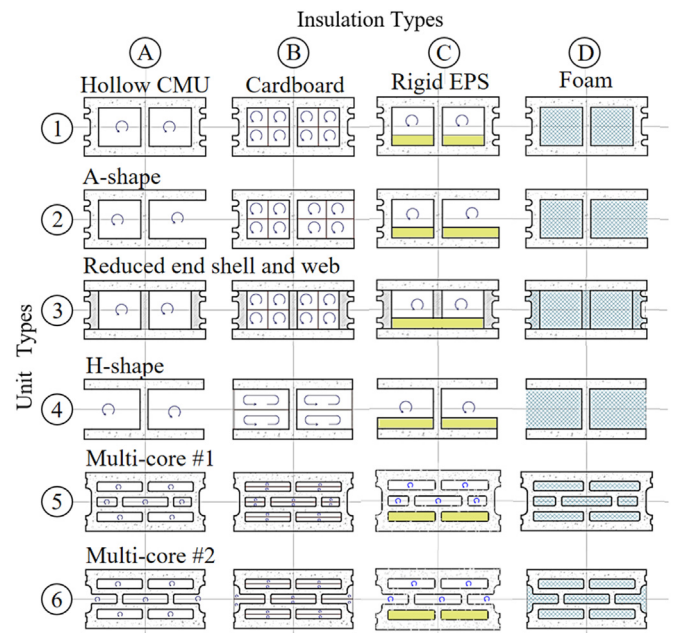 Insulation Types
A B C D
Hollow CMU Cardboard Rigid EPS Foam
1
A-shape
2
Reduced end shell and web
3
H-shape
4
Multi-core #1
5
Multi-core #2
6
Unit Types